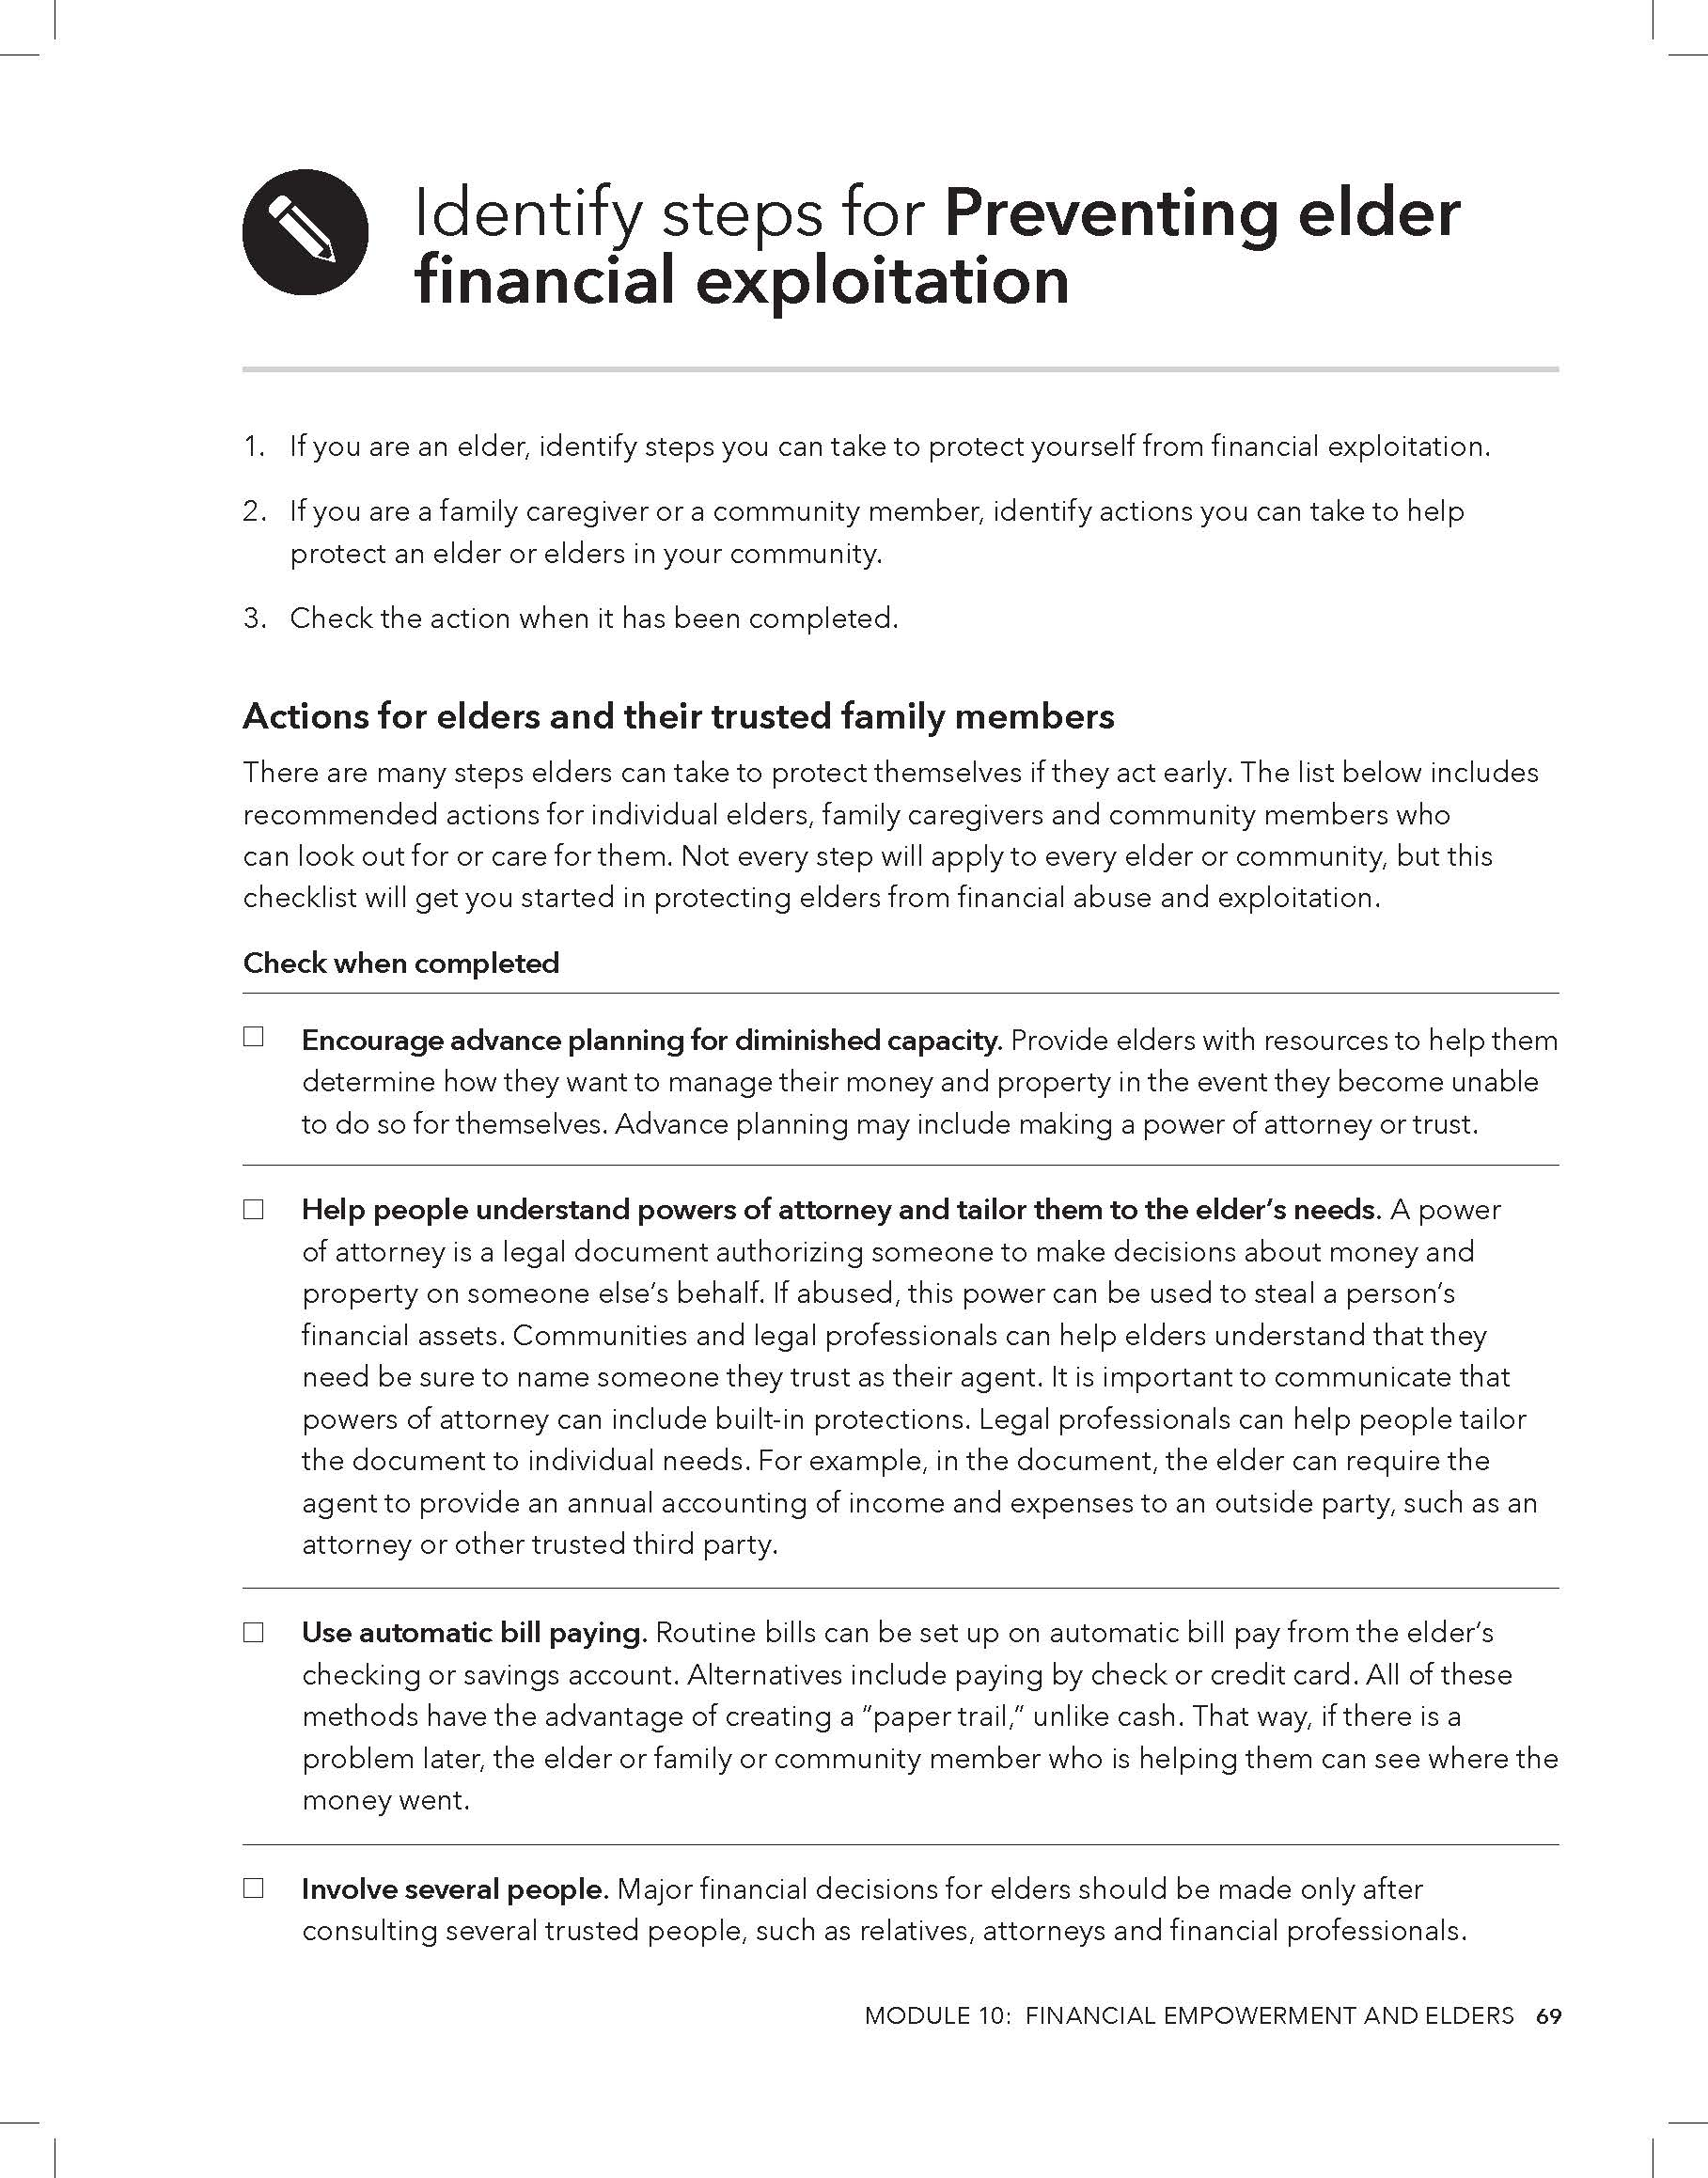 Identify steps for Preventing elder
financial exploitation
1. If you are an elder, identify steps you can take to protect yourself from financial exploitation.
2. If you are a family caregiver or a community member, identify actions you can take to help
protect an elder or elders in your community.
3. Check the action when it has been completed.
Actions for elders and their trusted family members
There are many steps elders can take to protect themselves if they act early. The list below includes
recommended actions for individual elders, family caregivers and community members who
can look out for or care for them. Not every step will apply to every elder or community, but this
checklist will get you started in protecting elders from financial abuse and exploitation.
Check when completed
☐ Encourage advance planning for diminished capacity. Provide elders with resources to help them
determine how they want to manage their money and property in the event they become unable
to do so for themselves. Advance planning may include making a power of attorney or trust.
☐ Help people understand powers of attorney and tailor them to the elder’s needs. A power
of attorney is a legal document authorizing someone to make decisions about money and
property on someone else’s behalf. If abused, this power can be used to steal a person’s
financial assets. Communities and legal professionals can help elders understand that they
need be sure to name someone they trust as their agent. It is important to communicate that
powers of attorney can include built-in protections. Legal professionals can help people tailor
the document to individual needs. For example, in the document, the elder can require the
agent to provide an annual accounting of income and expenses to an outside party, such as an
attorney or other trusted third party.
☐ Use automatic bill paying. Routine bills can be set up on automatic bill pay from the elder’s
checking or savings account. Alternatives include paying by check or credit card. All of these
methods have the advantage of creating a “paper trail,” unlike cash. That way, if there is a
problem later, the elder or family or community member who is helping them can see where the
money went.
☐ Involve several people. Major financial decisions for elders should be made only after
consulting several trusted people, such as relatives, attorneys and financial professionals.
MODULE 10: FINANCIAL EMPOWERMENT AND ELDERS 69